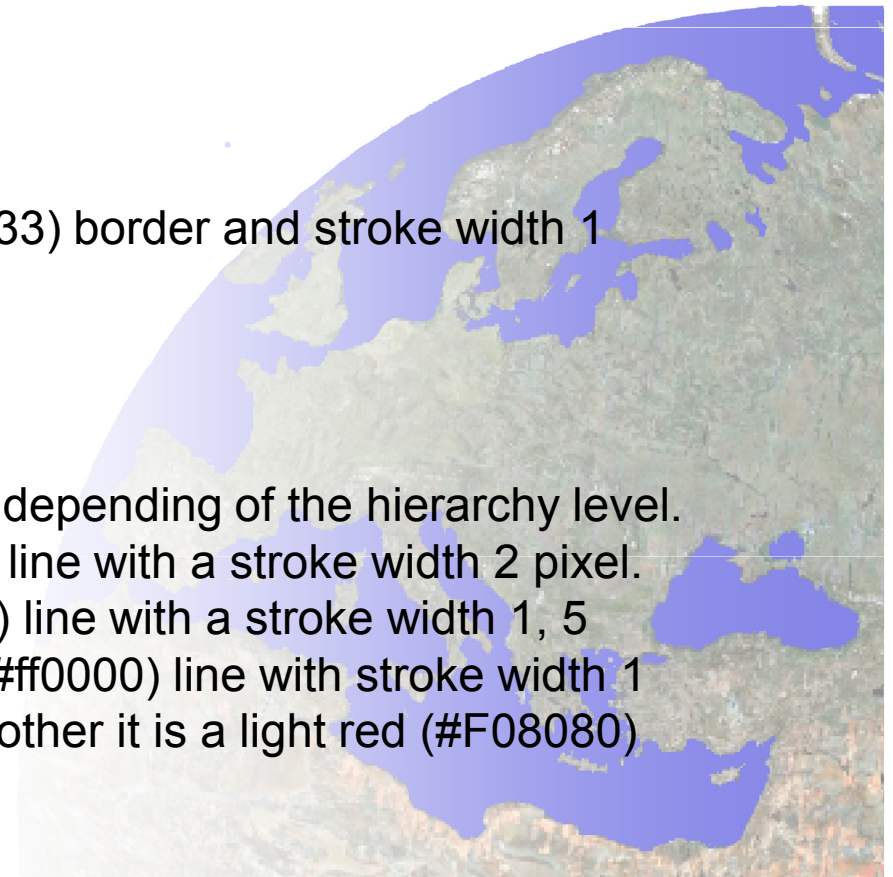 33) border and stroke width 1
depending of the hierarchy level.
line with a stroke width 2 pixel.
) line with a stroke width 1, 5
#ff0000) line with stroke width 1
other it is a light red (#F08080)